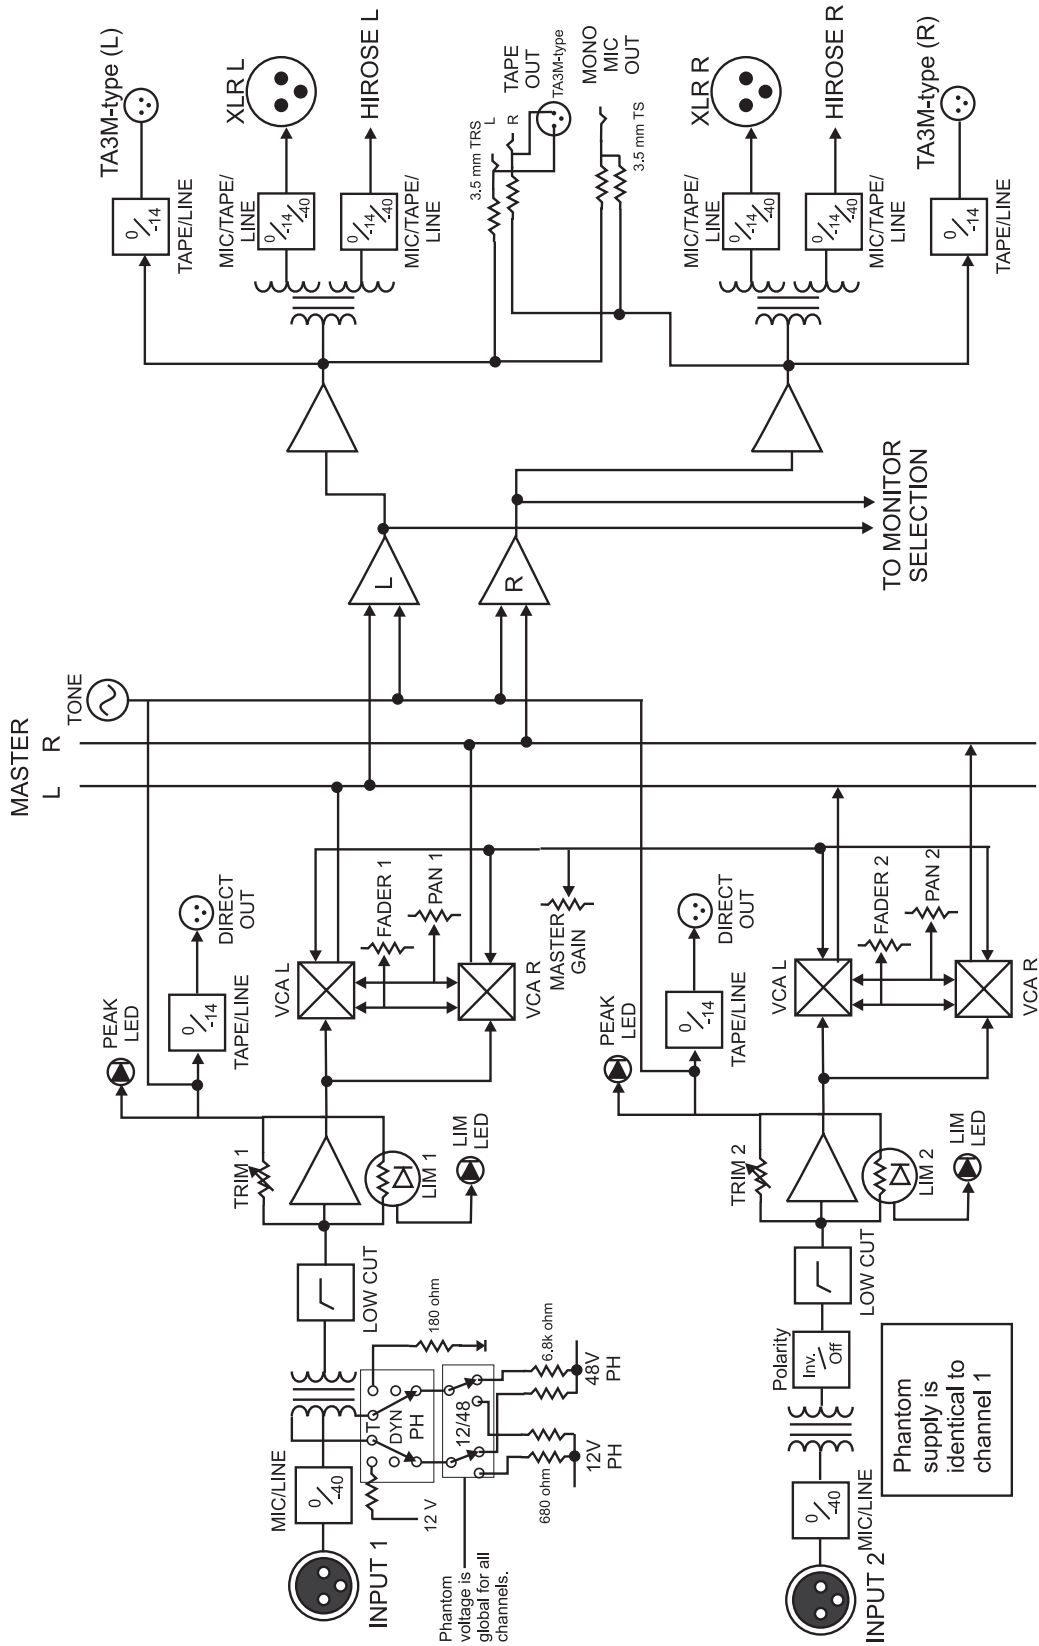 INPUT 1
MIC/LINE
0/-40
Phantom
voltage is
global for all
channels.
12 V
T
DYN
PH
12/48
180 ohm
680 ohm
12V
PH
6.8k ohm
48V
PH
LOW CUT
TRIM 1
LIM 1
LIM
LED
PEAK
LED
0/-14
TAPE/LINE
DIRECT
OUT
VCA L
VCA R
FADER 1
PAN 1
MASTER
GAIN
INPUT 2
MIC/LINE
0/-40
Phantom
supply is
identical to
channel 1
Polarity
Inv./Off
LOW CUT
TRIM 2
LIM 2
LIM
LED
PEAK
LED
0/-14
TAPE/LINE
DIRECT
OUT
VCA L
VCA R
FADER 2
PAN 2
MASTER
L
R
TONE
L
R
TO MONITOR
SELECTION
0/-14
TAPE/LINE
TA3M-type (L)
0/-14/-40
MIC/TAPE/
LINE
XLR L
0/-14/-40
MIC/TAPE/
LINE
HIROSE L
3.5 mm TRS
L
R
TAPE
OUT
TA3M-type
MONO
MIC
OUT
3.5 mm TS
0/-14/-40
MIC/TAPE/
LINE
XLR R
0/-14/-40
MIC/TAPE/
LINE
HIROSE R
0/-14
TAPE/LINE
TA3M-type (R)